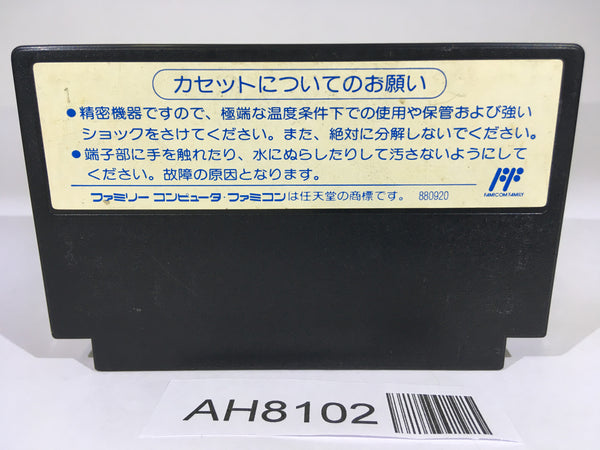 カセットについてのお願い
●精密機器ですので、極端な温度条件下での使用や保管および強い
ショックをさけてください。また、絶対に分解しないでください。
●端子部に手を触れたり、水にぬらしたりして汚さないようにして
ください。故障の原因となります。
FAMICOM FAMILY
ファミリー コンピュータ・ファミコンは任天堂の商標です。 880920
AH8102